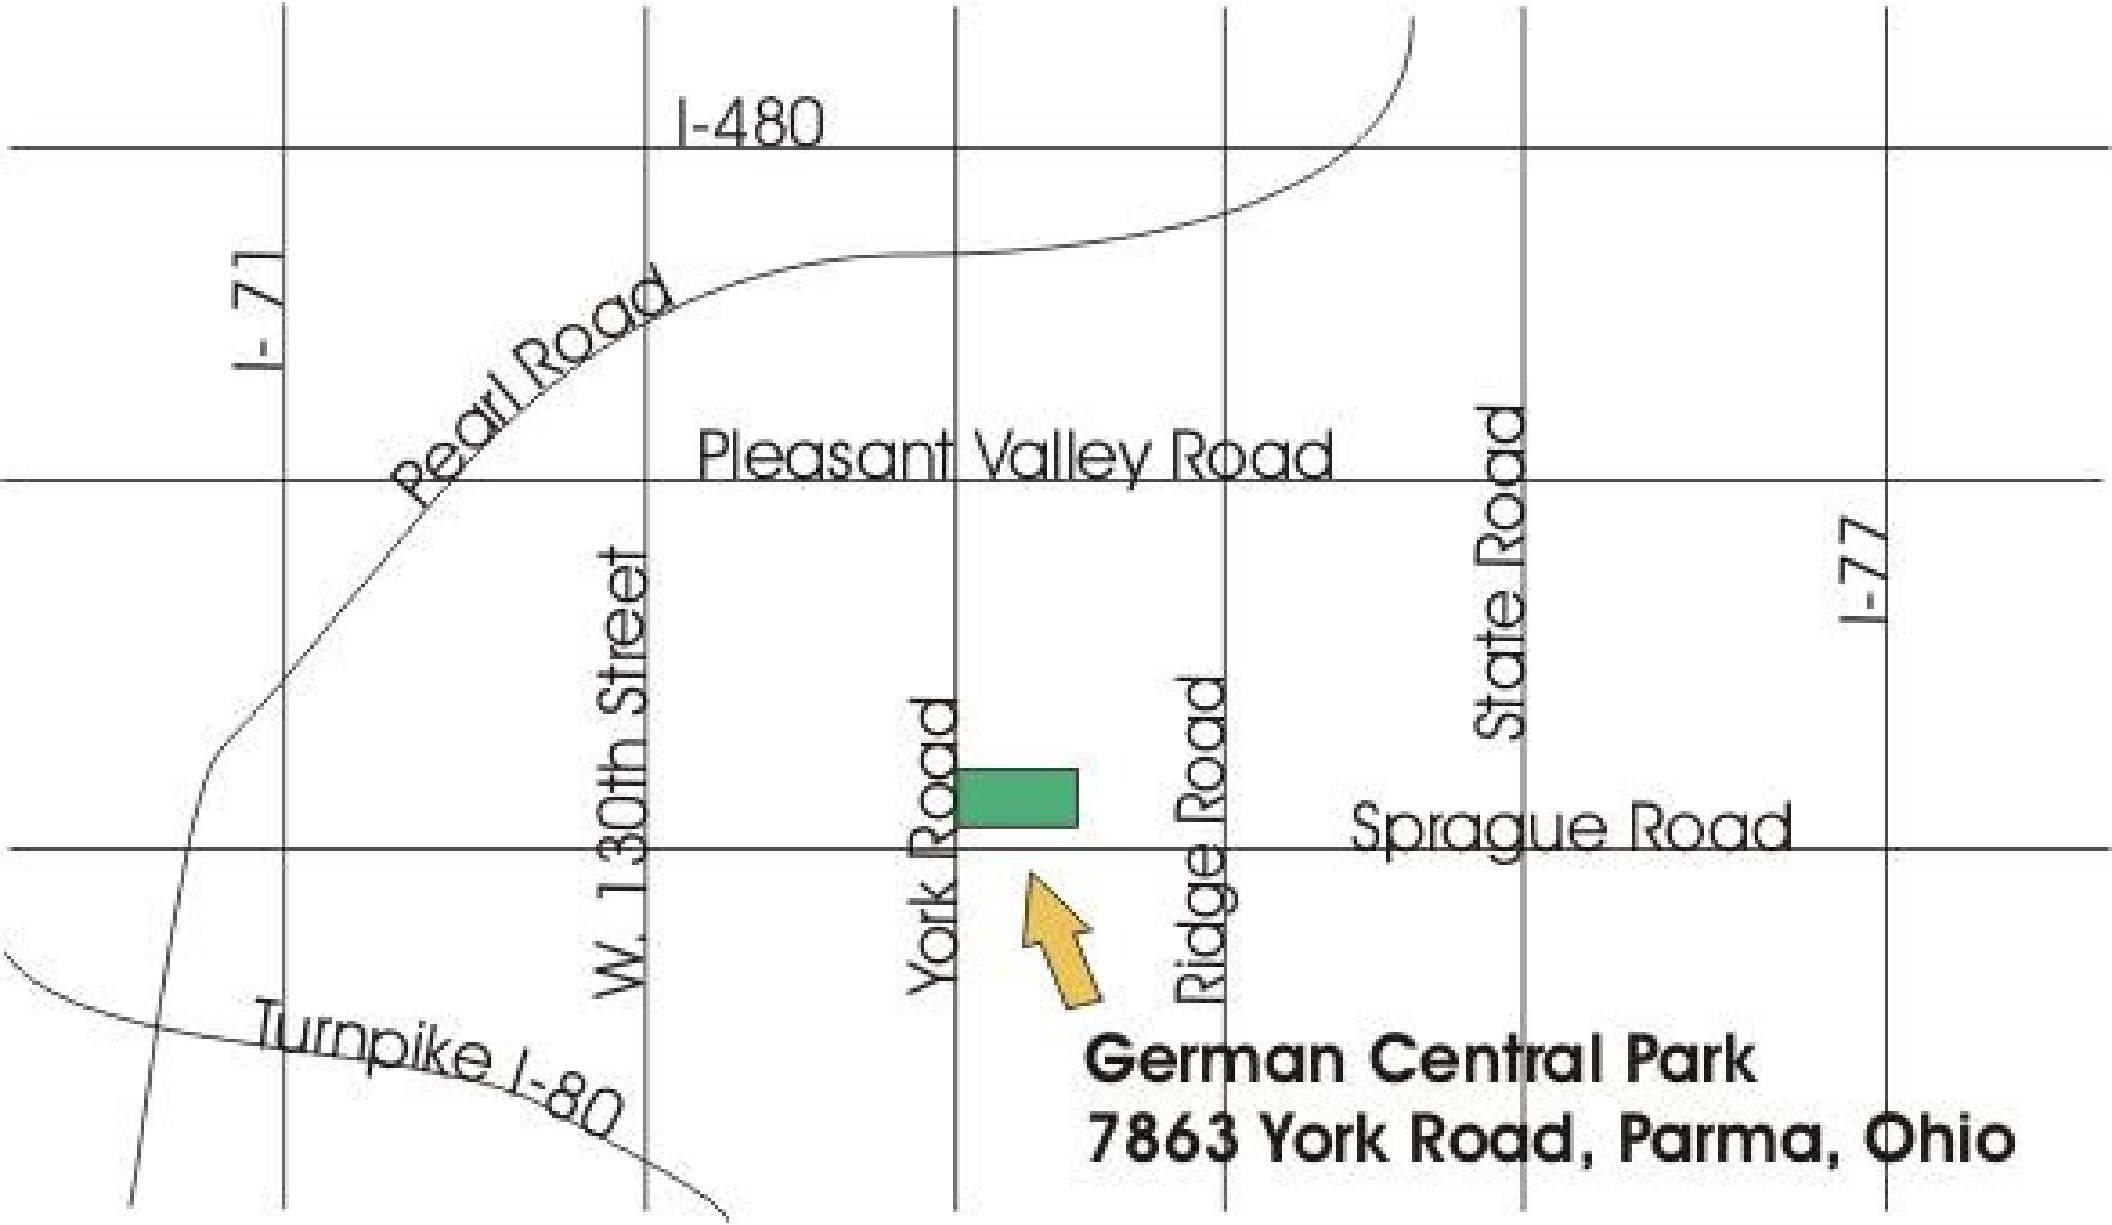 I-480
I-71
Pearl Road
Pleasant Valley Road
State Road
I-77
W. 130th Street
York Road
Ridge Road
Sprague Road
Turnpike I-80
German Central Park
7863 York Road, Parma, Ohio